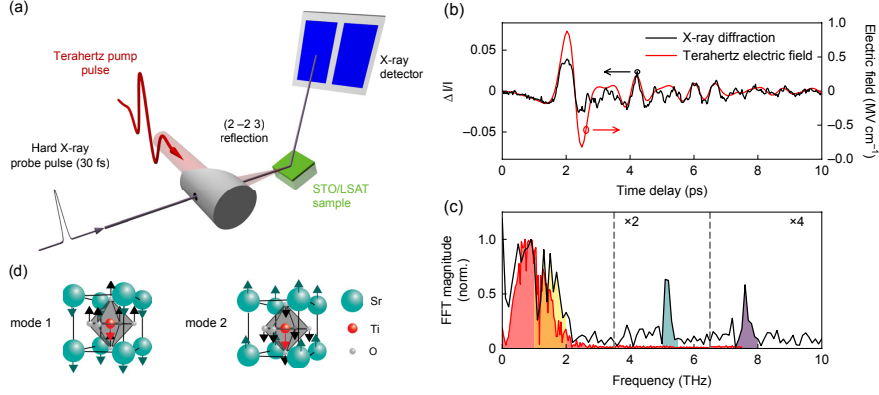 (a)
Terahertz pump
pulse
Hard X-ray
probe pulse (30 fs)
(2 –2 3)
reflection
X-ray
detector
STO/LSAT
sample
(b)
X-ray diffraction
Terahertz electric field
0.05
0.00
–0.05
Δ I/I
1.0
0.5
0
–0.5
–1.0
Electric field (MV cm⁻¹)
0
2
4
6
8
10
Time delay (ps)
(c)
×2
×4
1.0
0.5
0
FFT magnitude
(norm.)
0
2
4
6
8
10
Frequency (THz)
(d)
mode 1
mode 2
Sr
Ti
O